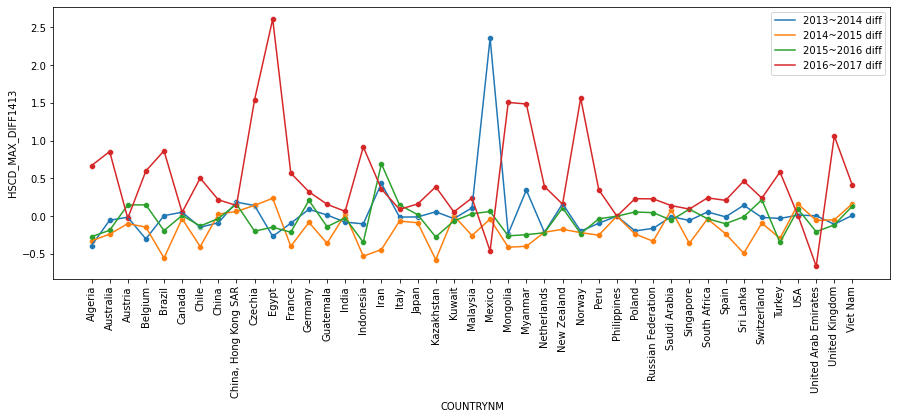 2013~2014 diff
2014~2015 diff
2015~2016 diff
2016~2017 diff
HSCD_MAX_DIFF1413
2.5
2.0
1.5
1.0
0.5
0.0
−0.5
Algeria
Australia
Austria
Belgium
Brazil
Canada
Chile
China
China, Hong Kong SAR
Czechia
Egypt
France
Germany
Guatemala
India
Indonesia
Iran
Italy
Japan
Kazakhstan
Kuwait
Malaysia
Mexico
Mongolia
Myanmar
Netherlands
New Zealand
Norway
Peru
Philippines
Poland
Russian Federation
Saudi Arabia
Singapore
South Africa
Spain
Sri Lanka
Switzerland
Turkey
USA
United Arab Emirates
United Kingdom
Viet Nam
COUNTRYNM